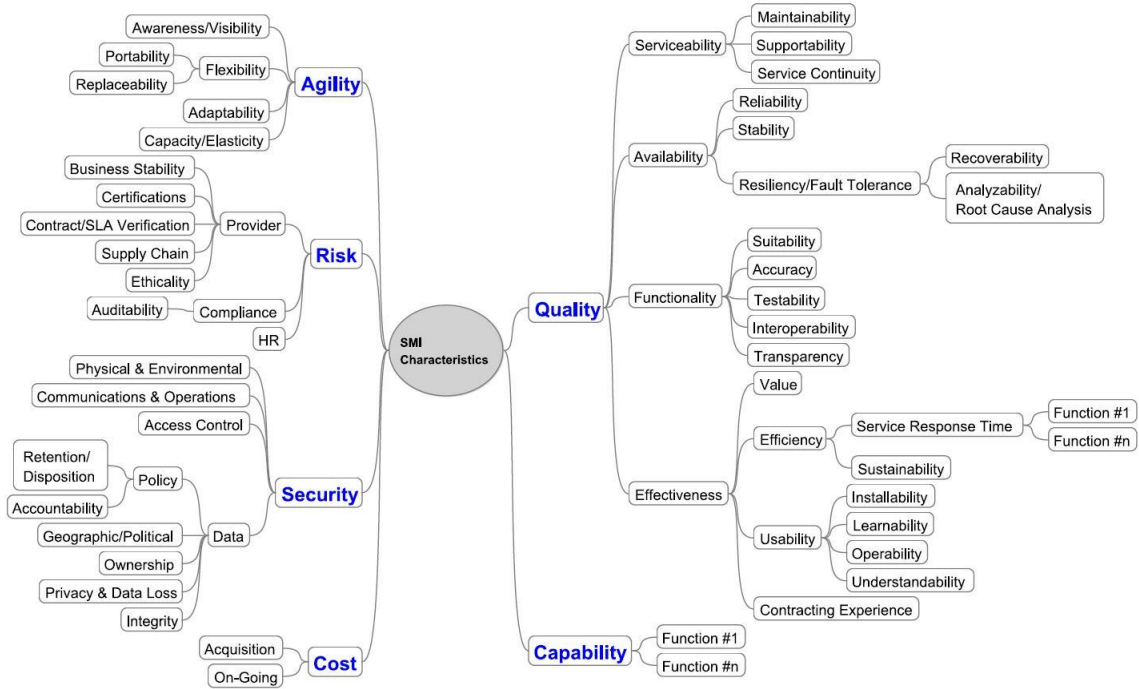 SMI
Characteristics
Agility
Awareness/Visibility
Flexibility
Portability
Replaceability
Adaptability
Capacity/Elasticity
Risk
Provider
Business Stability
Certifications
Contract/SLA Verification
Supply Chain
Ethicality
Compliance
Auditability
HR
Security
Physical & Environmental
Communications & Operations
Access Control
Data
Policy
Retention/
Disposition
Accountability
Geographic/Political
Ownership
Privacy & Data Loss
Integrity
Cost
Acquisition
On-Going
Quality
Serviceability
Maintainability
Supportability
Service Continuity
Availability
Reliability
Stability
Resiliency/Fault Tolerance
Recoverability
Analyzability/
Root Cause Analysis
Functionality
Suitability
Accuracy
Testability
Interoperability
Transparency
Effectiveness
Value
Efficiency
Service Response Time
Function #1
Function #n
Sustainability
Usability
Installability
Learnability
Operability
Understandability
Contracting Experience
Capability
Function #1
Function #n